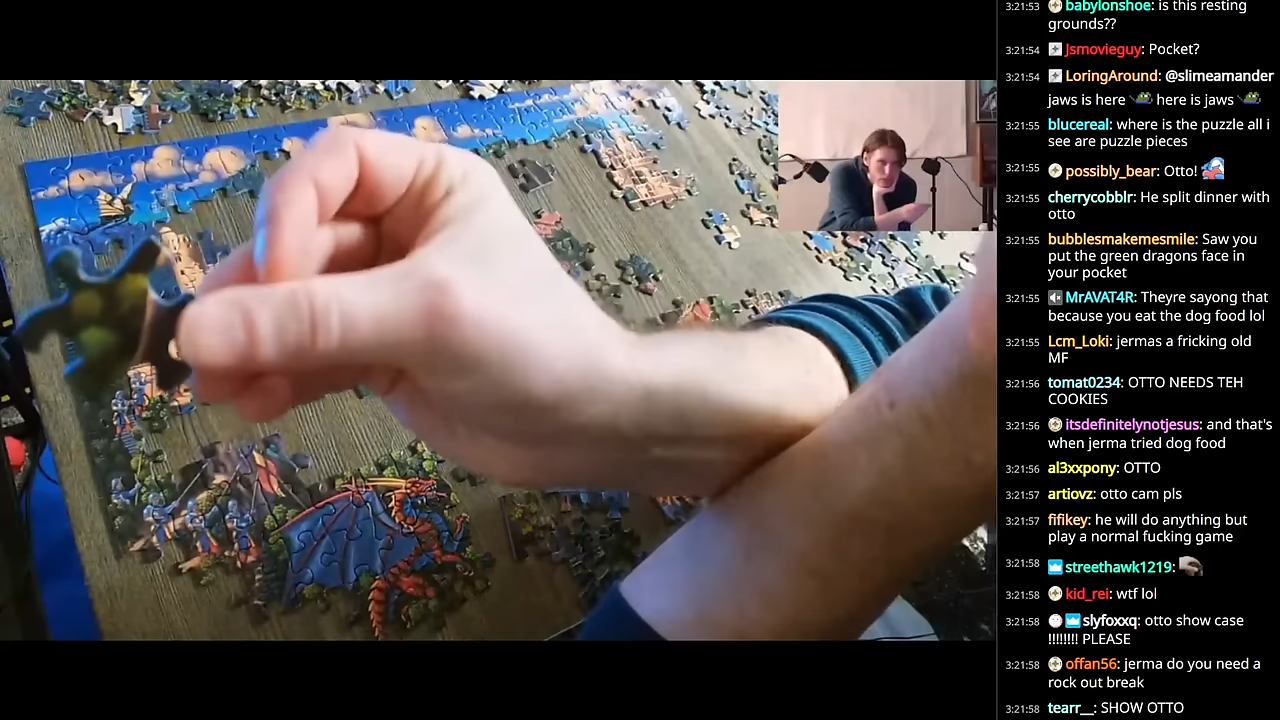 3:21:53 babylonshoe: is this resting
grounds??
3:21:54 Jsmovieguy: Pocket?
3:21:54 LoringAround: @slimeamander
jaws is here here is jaws
3:21:55 blucereal: where is the puzzle all i
see are puzzle pieces
3:21:55 possibly_bear: Otto!
3:21:55 cherrycobblr: He split dinner with
otto
3:21:55 bubblesmakemesmile: Saw you
put the green dragons face in
your pocket
3:21:55 MrAVAT4R: Theyre sayong that
because you eat the dog food lol
3:21:55 Lcm_Loki: jermas a fricking old
MF
3:21:56 tomat0234: OTTO NEEDS TEH
COOKIES
3:21:56 itsdefinitelynotjesus: and that's
when jerma tried dog food
3:21:56 al3xxpony: OTTO
3:21:57 artiovz: otto cam pls
3:21:57 fifikey: he will do anything but
play a normal fucking game
3:21:58 streethawk1219:
3:21:58 kid_rei: wtf lol
3:21:58 slyfoxxq: otto show case
!!!!!!!! PLEASE
3:21:58 offan56: jerma do you need a
rock out break
3:21:58 tearr__: SHOW OTTO